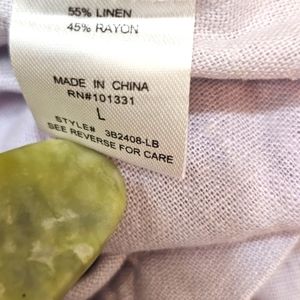 55% LINEN
45% RAYON
MADE IN CHINA
RN#101331
L
STYLE# 3B2408-LB
SEE REVERSE FOR CARE